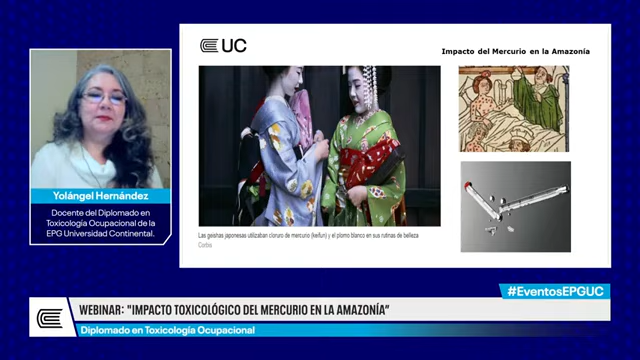 UC
Impacto del Mercurio en la Amazonía
Las geishas japonesas utilizaban cloruro de mercurio (keifun) y el plomo blanco en sus rutinas de belleza
Corbis
Yolángel Hernández
Docente del Diplomado en
Toxicología Ocupacional de la
EPG Universidad Continental.
#EventosEPGUC
WEBINAR: "IMPACTO TOXICOLÓGICO DEL MERCURIO EN LA AMAZONÍA"
Diplomado en Toxicología Ocupacional